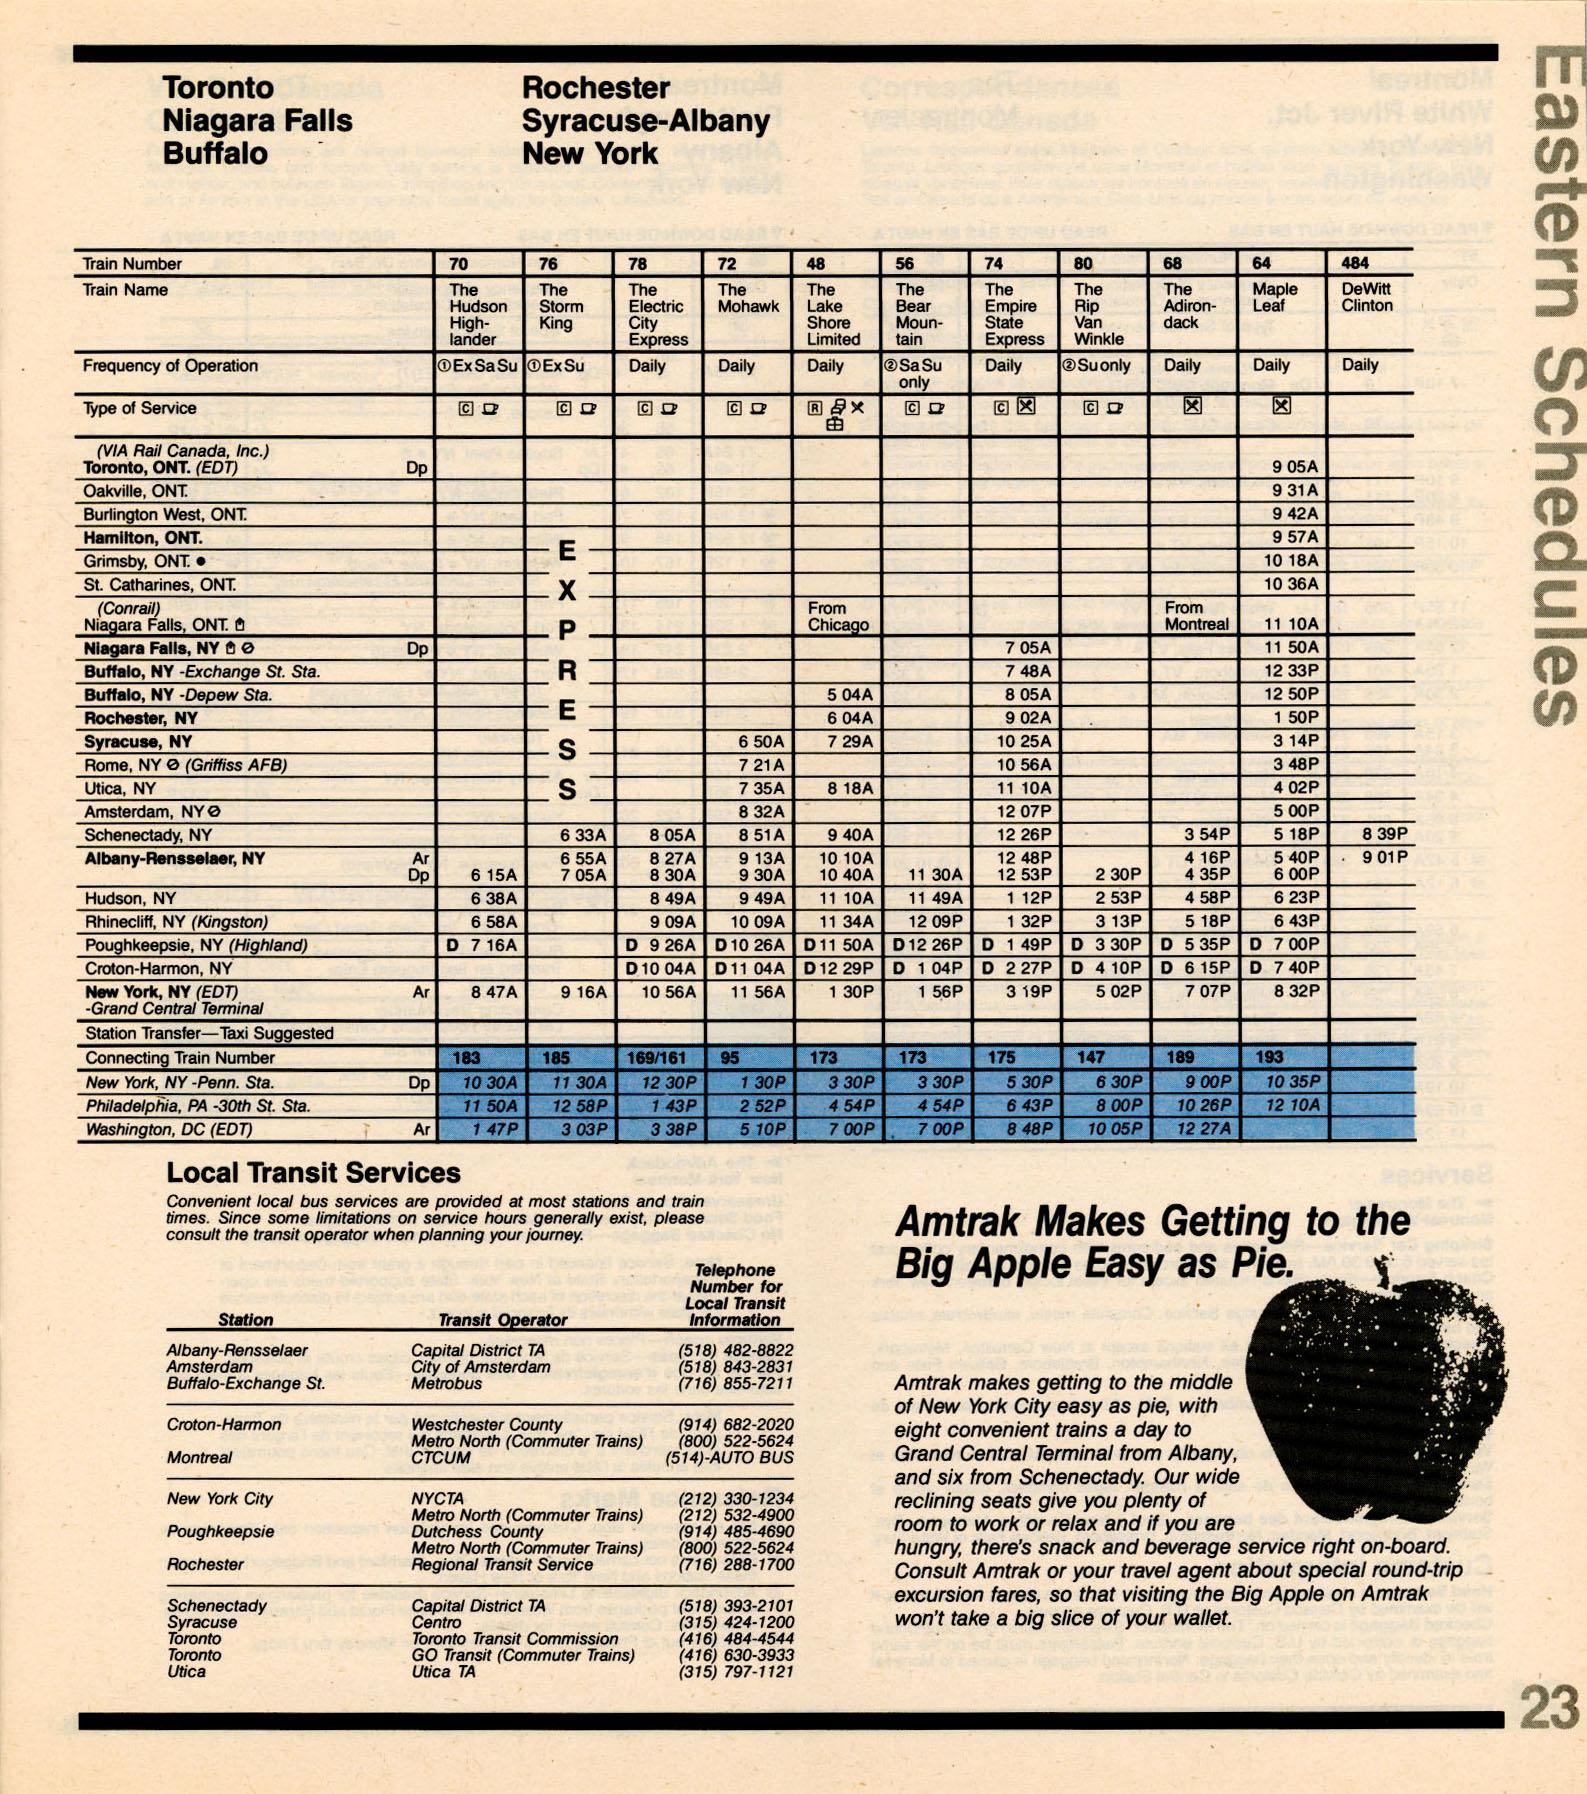 Eastern Schedules
Toronto
Niagara Falls
Buffalo
Rochester
Syracuse-Albany
New York
Train Number 70 76 78 72 48 56 74 80 68 64 484
Train Name The Hudson High-lander The Storm King The Electric City Express The Mohawk The Lake Shore Limited The Bear Moun-tain The Empire State Express The Rip Van Winkle The Adiron-dack Maple Leaf DeWitt Clinton
Frequency of Operation ①ExSaSu ①ExSu Daily Daily Daily ②SaSu only Daily ②Su only Daily Daily Daily
Type of Service C C C C R C C C
(VIA Rail Canada, Inc.)
Toronto, ONT. (EDT) Dp 9 05A
Oakville, ONT. 9 31A
Burlington West, ONT. 9 42A
Hamilton, ONT. 9 57A
Grimsby, ONT. ● 10 18A
St. Catharines, ONT. 10 36A
EXPRESS
(Conrail) From Chicago From Montreal
Niagara Falls, ONT. 11 10A
Niagara Falls, NY ⊘ Dp 7 05A 11 50A
Buffalo, NY -Exchange St. Sta. 7 48A 12 33P
Buffalo, NY -Depew Sta. 5 04A 8 05A 12 50P
Rochester, NY 6 04A 9 02A 1 50P
Syracuse, NY 6 50A 7 29A 10 25A 3 14P
Rome, NY ⊘ (Griffiss AFB) 7 21A 10 56A 3 48P
Utica, NY 7 35A 8 18A 11 10A 4 02P
Amsterdam, NY ⊘ 8 32A 12 07P 5 00P
Schenectady, NY 6 33A 8 05A 8 51A 9 40A 12 26P 3 54P 5 18P 8 39P
Albany-Rensselaer, NY Ar 6 55A 8 27A 9 13A 10 10A 12 48P 4 16P 5 40P 9 01P
Dp 6 15A 7 05A 8 30A 9 30A 10 40A 11 30A 12 53P 2 30P 4 35P 6 00P
Hudson, NY 6 38A 8 49A 9 49A 11 10A 11 49A 1 12P 2 53P 4 58P 6 23P
Rhinecliff, NY (Kingston) 6 58A 9 09A 10 09A 11 34A 12 09P 1 32P 3 13P 5 18P 6 43P
Poughkeepsie, NY (Highland) D 7 16A D 9 26A D 10 26A D 11 50A D 12 26P D 1 49P D 3 30P D 5 35P D 7 00P
Croton-Harmon, NY D 10 04A D 11 04A D 12 29P D 1 04P D 2 27P D 4 10P D 6 15P D 7 40P
New York, NY (EDT) Ar 8 47A 9 16A 10 56A 11 56A 1 30P 1 56P 3 19P 5 02P 7 07P 8 32P
-Grand Central Terminal
Station Transfer—Taxi Suggested
Connecting Train Number 183 185 169/161 95 173 173 175 147 189 193
New York, NY -Penn. Sta. Dp 10 30A 11 30A 12 30P 1 30P 3 30P 3 30P 5 30P 6 30P 9 00P 10 35P
Philadelphia, PA -30th St. Sta. 11 50A 12 58P 1 43P 2 52P 4 54P 4 54P 6 43P 8 00P 10 26P 12 10A
Washington, DC (EDT) Ar 1 47P 3 03P 3 38P 5 10P 7 00P 7 00P 8 48P 10 05P 12 27A
Local Transit Services
Convenient local bus services are provided at most stations and train
times. Since some limitations on service hours generally exist, please
consult the transit operator when planning your journey.
Station Transit Operator Telephone Number for Local Transit Information
Albany-Rensselaer Capital District TA (518) 482-8822
Amsterdam City of Amsterdam (518) 843-2831
Buffalo-Exchange St. Metrobus (716) 855-7211
Croton-Harmon Westchester County (914) 682-2020
Metro North (Commuter Trains) (800) 522-5624
Montreal CTCUM (514)-AUTO BUS
New York City NYCTA (212) 330-1234
Metro North (Commuter Trains) (212) 532-4900
Poughkeepsie Dutchess County (914) 485-4690
Metro North (Commuter Trains) (800) 522-5624
Rochester Regional Transit Service (716) 288-1700
Schenectady Capital District TA (518) 393-2101
Syracuse Centro (315) 424-1200
Toronto Toronto Transit Commission (416) 484-4544
Toronto GO Transit (Commuter Trains) (416) 630-3933
Utica Utica TA (315) 797-1121
Amtrak Makes Getting to the
Big Apple Easy as Pie.
Amtrak makes getting to the middle
of New York City easy as pie, with
eight convenient trains a day to
Grand Central Terminal from Albany,
and six from Schenectady. Our wide
reclining seats give you plenty of
room to work or relax and if you are
hungry, there's snack and beverage service right on-board.
Consult Amtrak or your travel agent about special round-trip
excursion fares, so that visiting the Big Apple on Amtrak
won't take a big slice of your wallet.
23